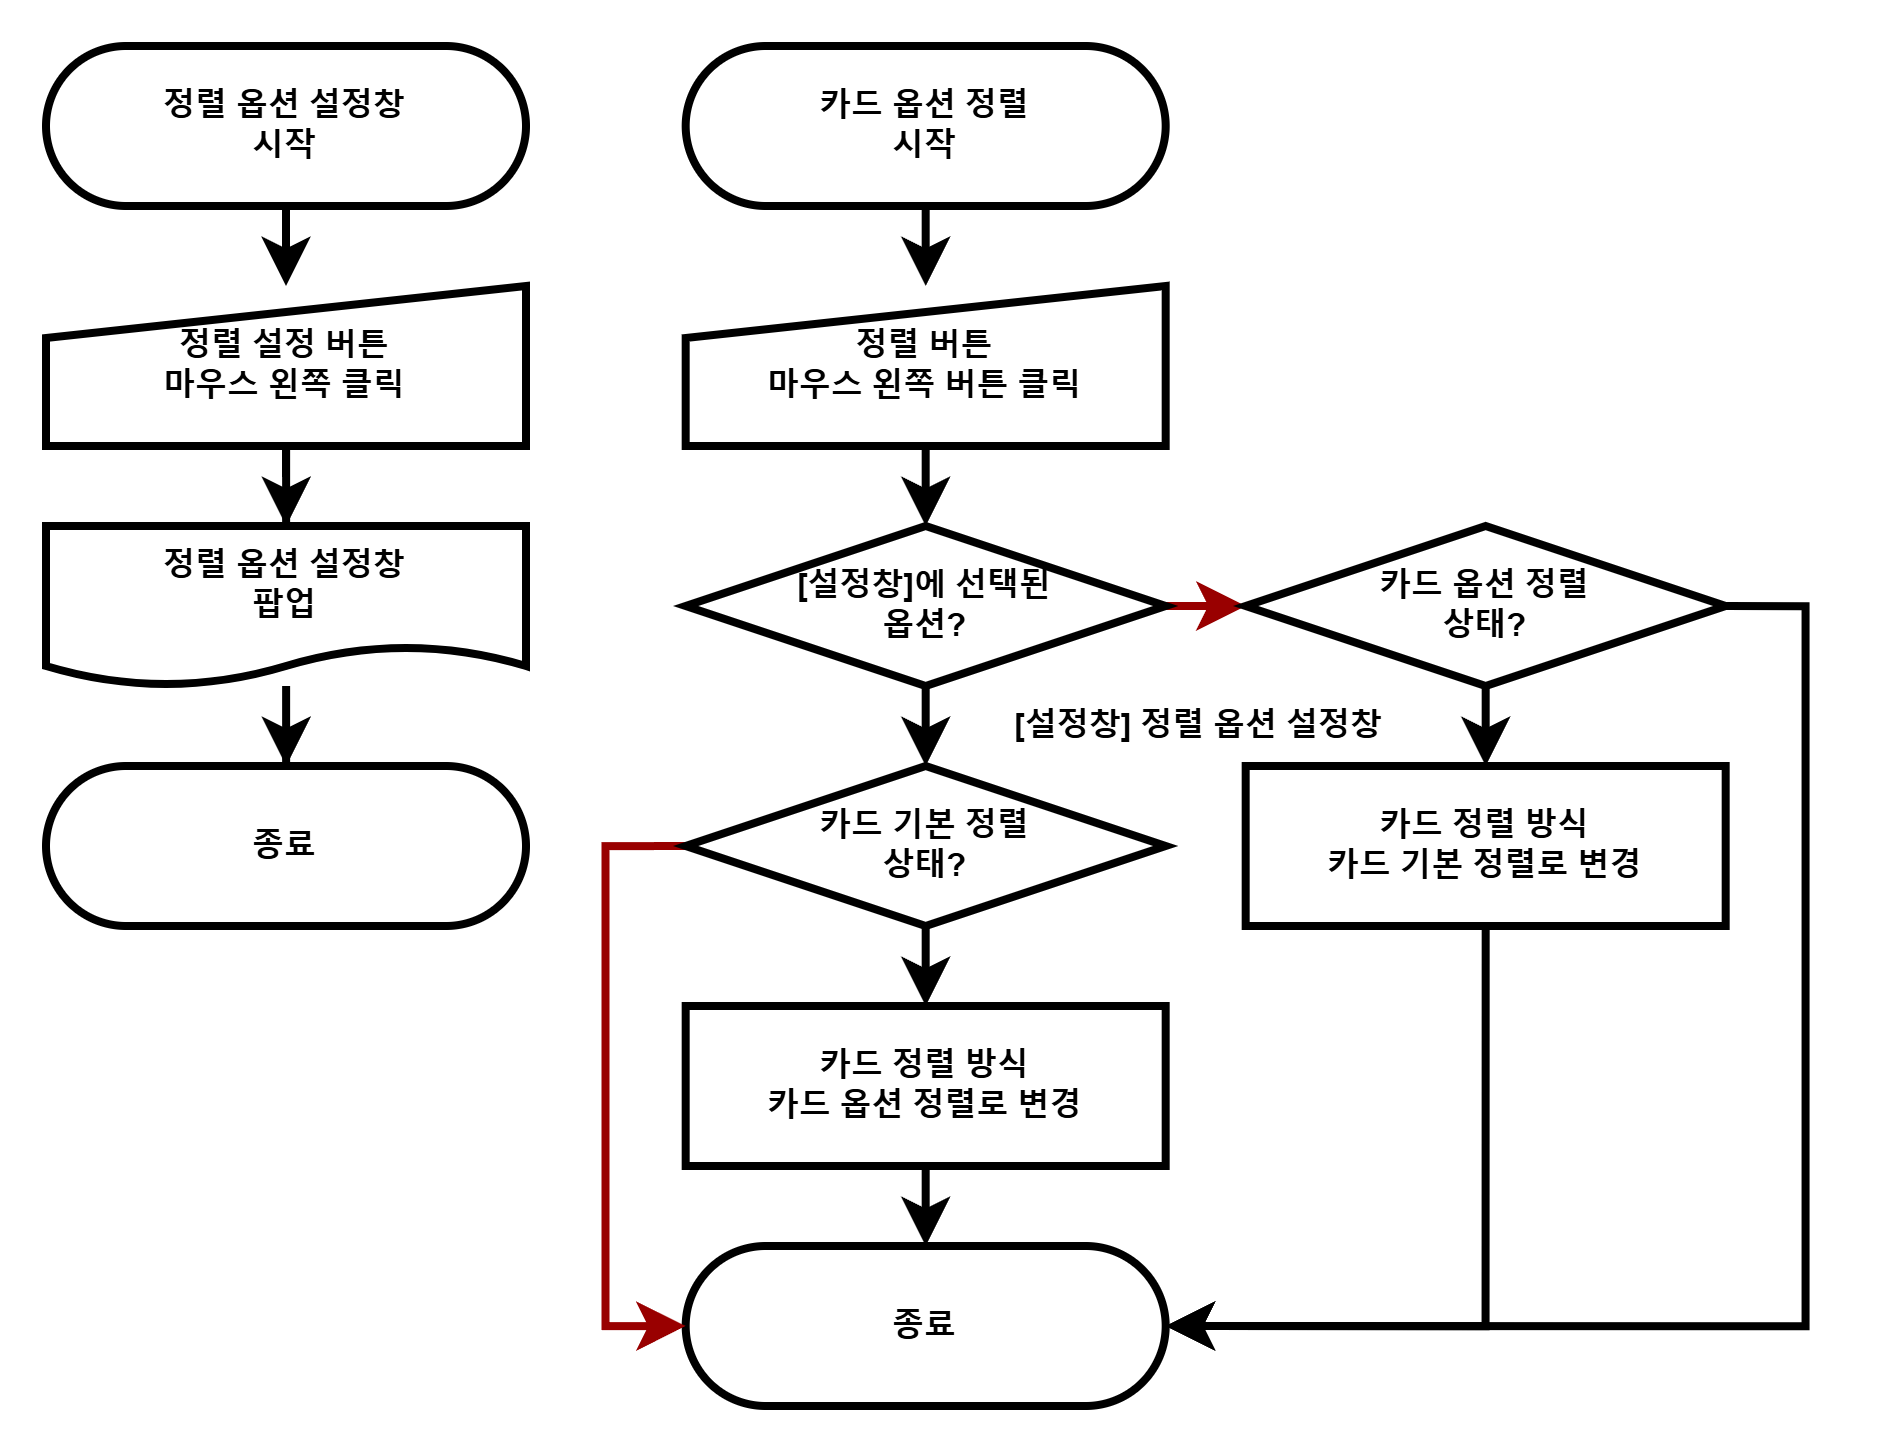 정렬 옵션 설정창
시작
정렬 설정 버튼
마우스 왼쪽 클릭
정렬 옵션 설정창
팝업
종료
카드 옵션 정렬
시작
정렬 버튼
마우스 왼쪽 버튼 클릭
[설정창]에 선택된
옵션?
카드 옵션 정렬
상태?
[설정창] 정렬 옵션 설정창
카드 기본 정렬
상태?
카드 정렬 방식
카드 기본 정렬로 변경
카드 정렬 방식
카드 옵션 정렬로 변경
종료